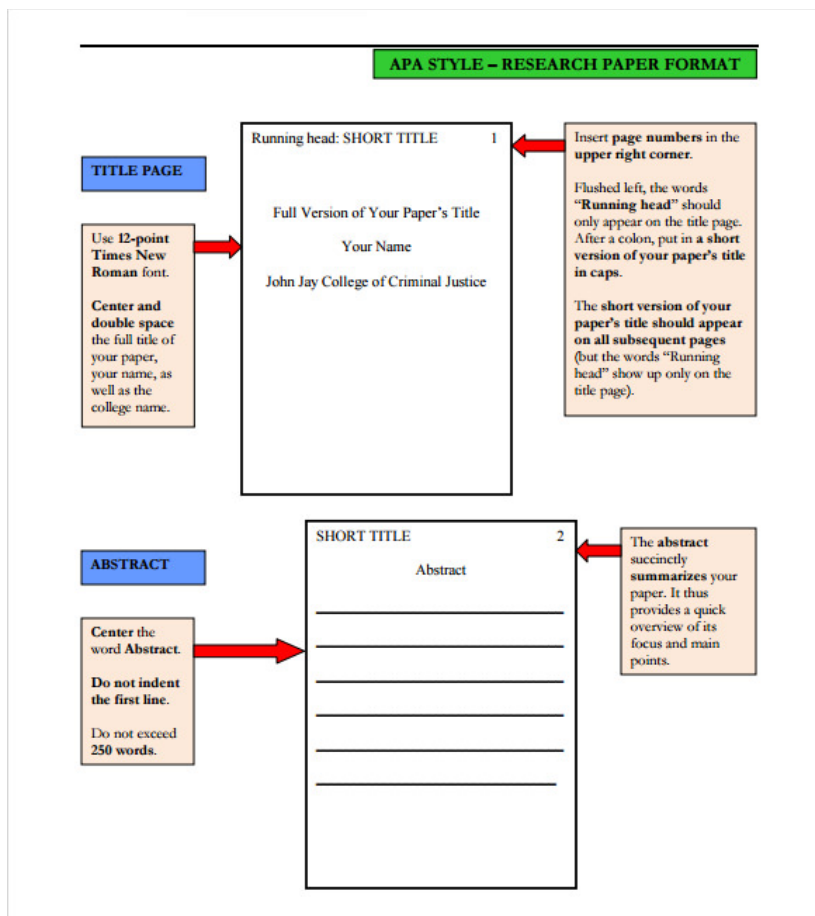 APA STYLE – RESEARCH PAPER FORMAT
TITLE PAGE
Use 12-point
Times New
Roman font.
Center and
double space
the full title of
your paper,
your name, as
well as the
college name.
Running head: SHORT TITLE 1
Full Version of Your Paper's Title
Your Name
John Jay College of Criminal Justice
Insert page numbers in the
upper right corner.
Flushed left, the words
“Running head” should
only appear on the title page.
After a colon, put in a short
version of your paper's title
in caps.
The short version of your
paper's title should appear
on all subsequent pages
(but the words “Running
head” show up only on the
title page).
ABSTRACT
Center the
word Abstract.
Do not indent
the first line.
Do not exceed
250 words.
SHORT TITLE 2
Abstract
The abstract
succinctly
summarizes your
paper. It thus
provides a quick
overview of its
focus and main
points.